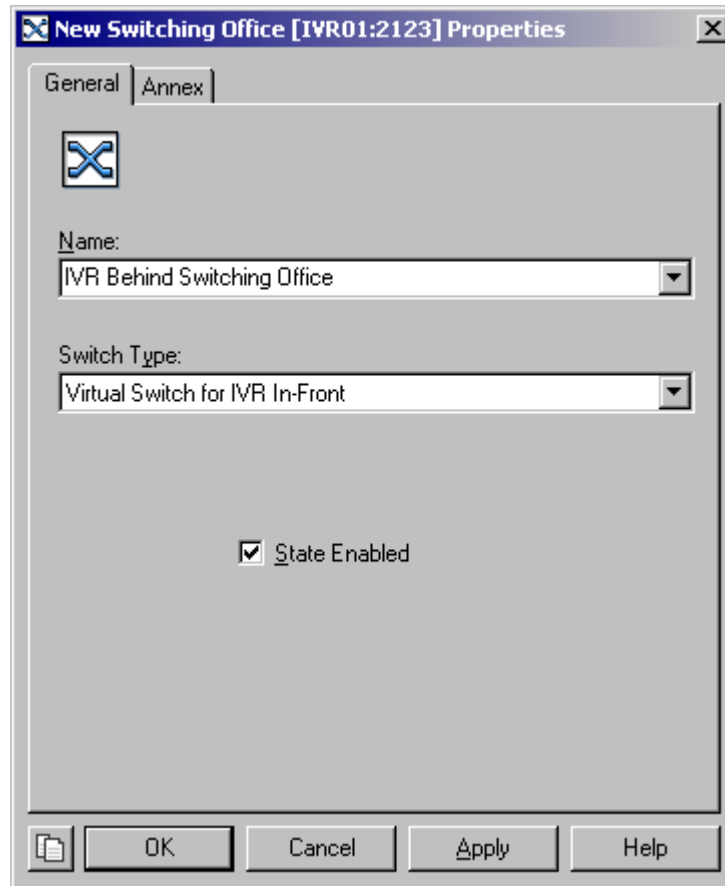 New Switching Office [IVR01:2123] Properties
General Annex
Name:
IVR Behind Switching Office
Switch Type:
Virtual Switch for IVR In-Front
State Enabled
OK Cancel Apply Help